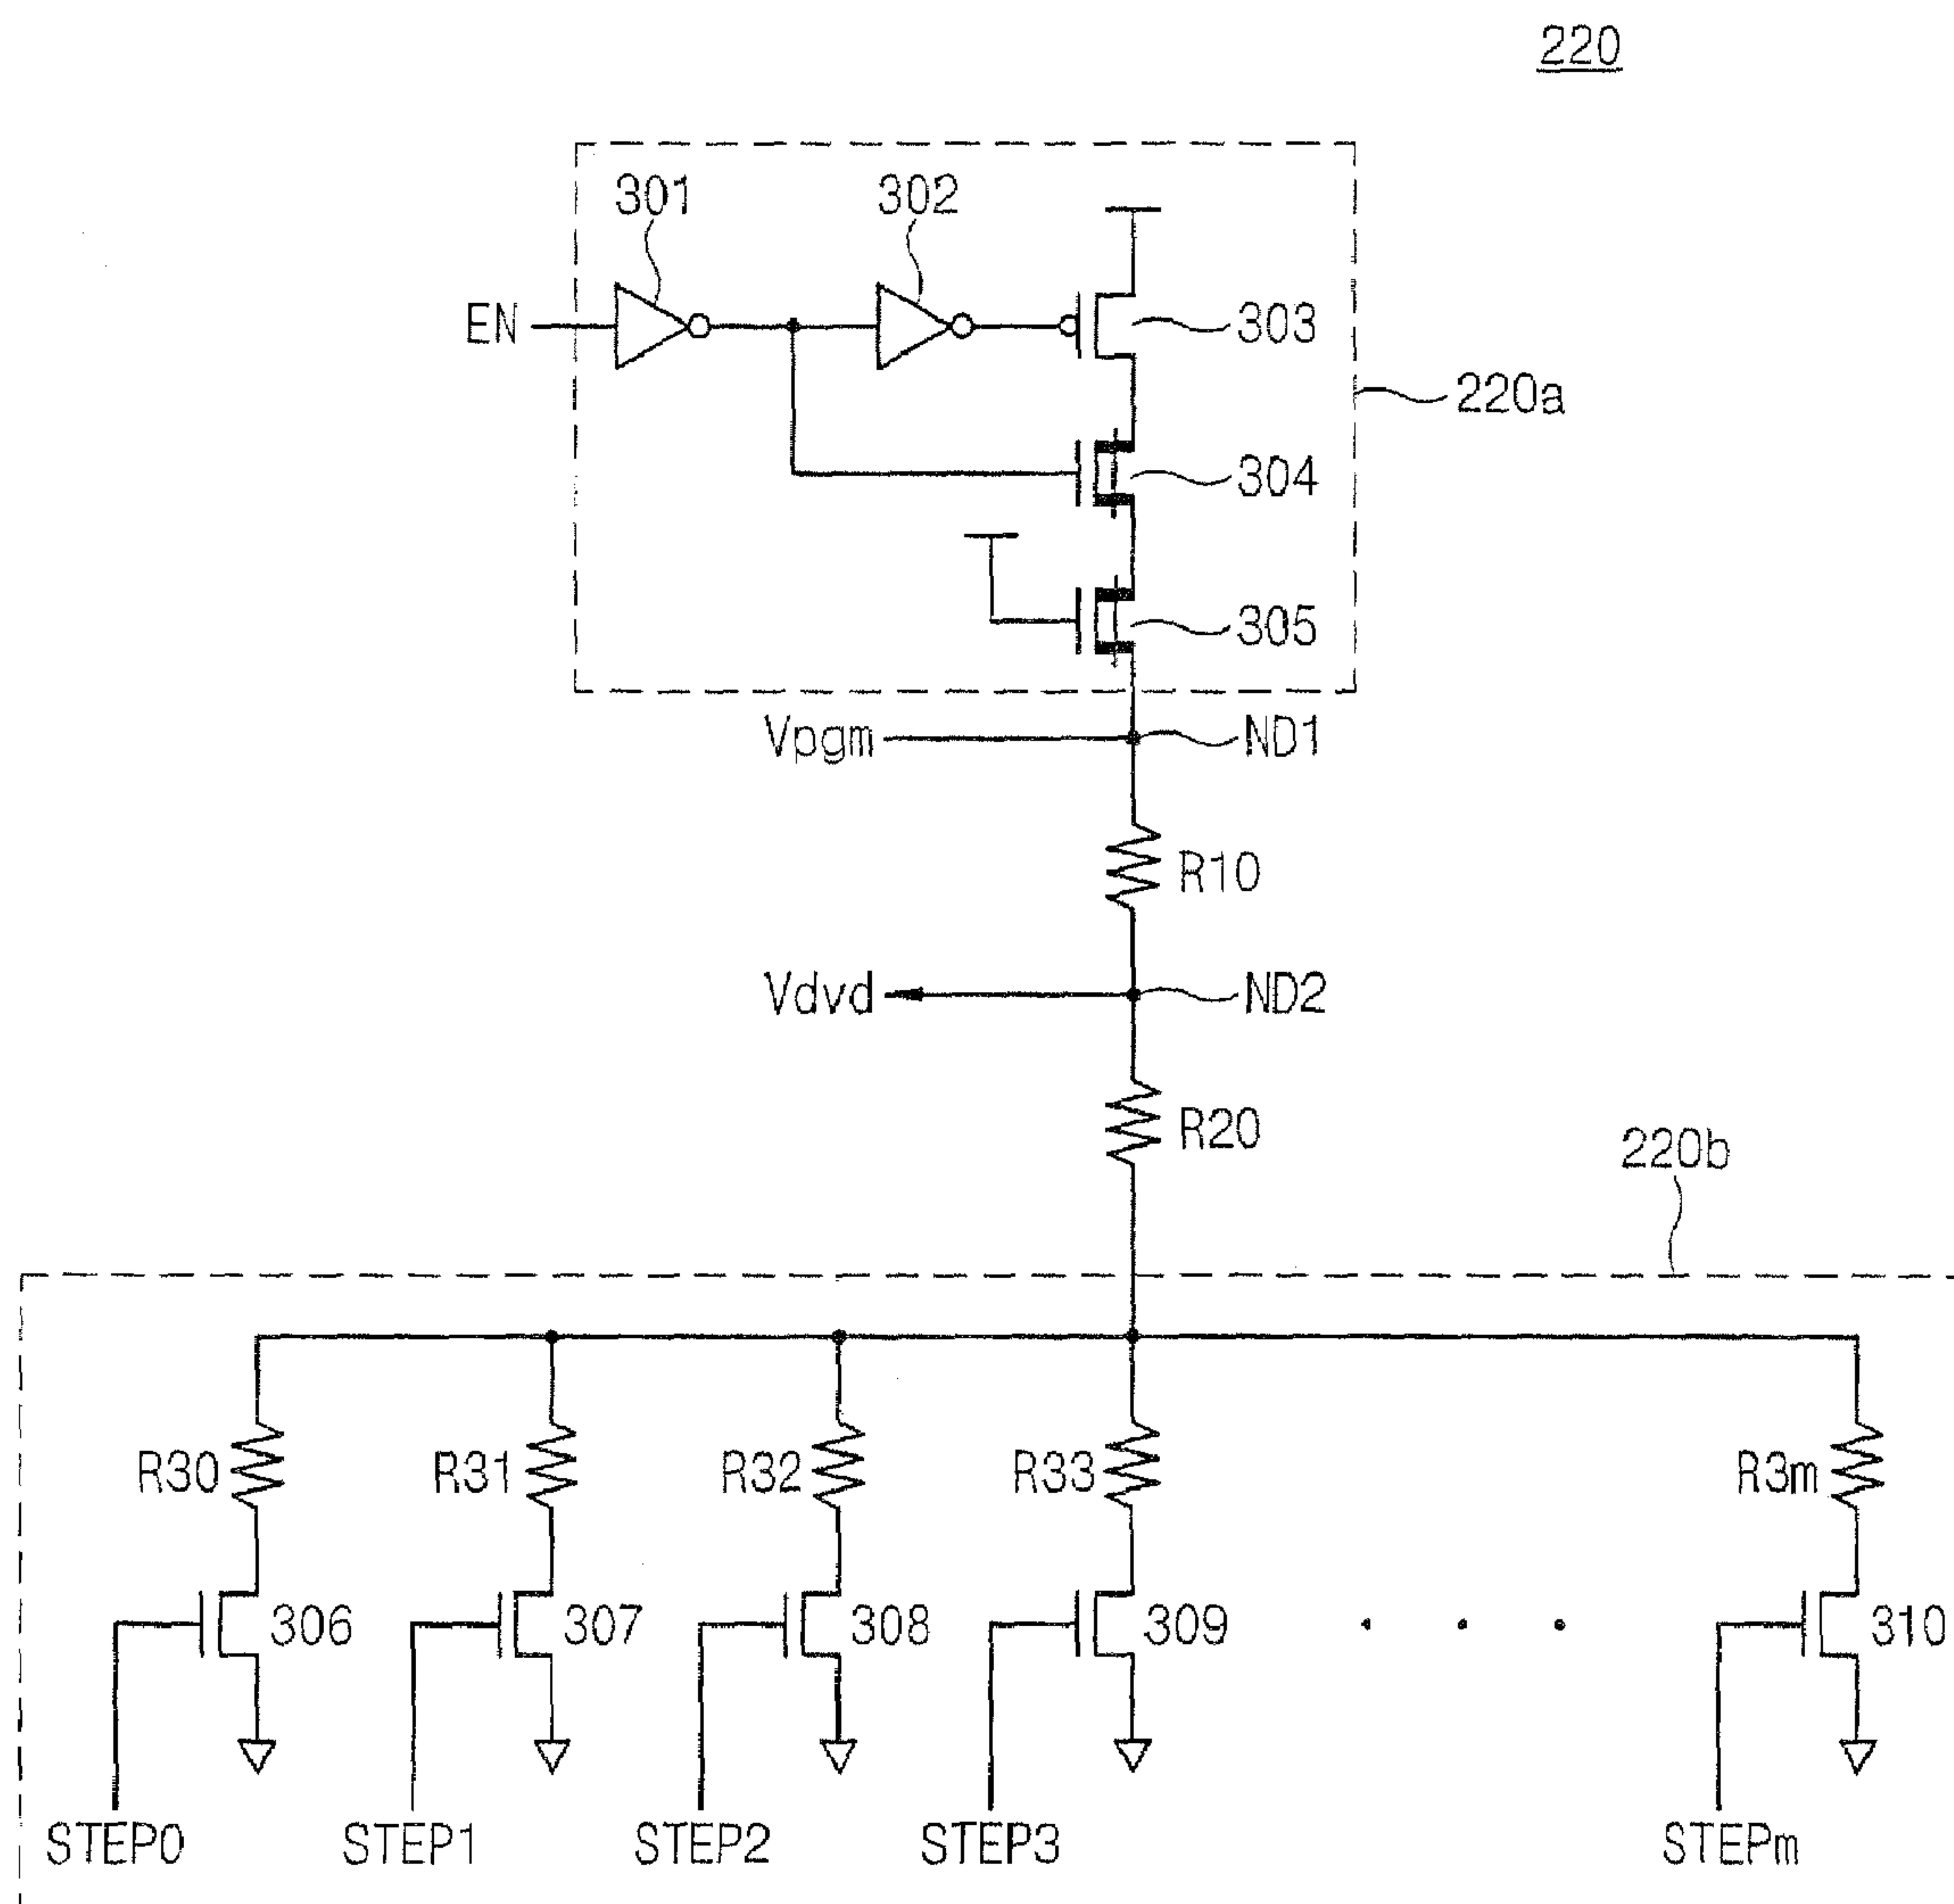 220
301
302
EN
303
220a
304
305
Vpgm
ND1
R10
Vdvd
ND2
R20
220b
R30
R31
R32
R33
R3m
306
307
308
309
310
STEP0
STEP1
STEP2
STEP3
STEPm